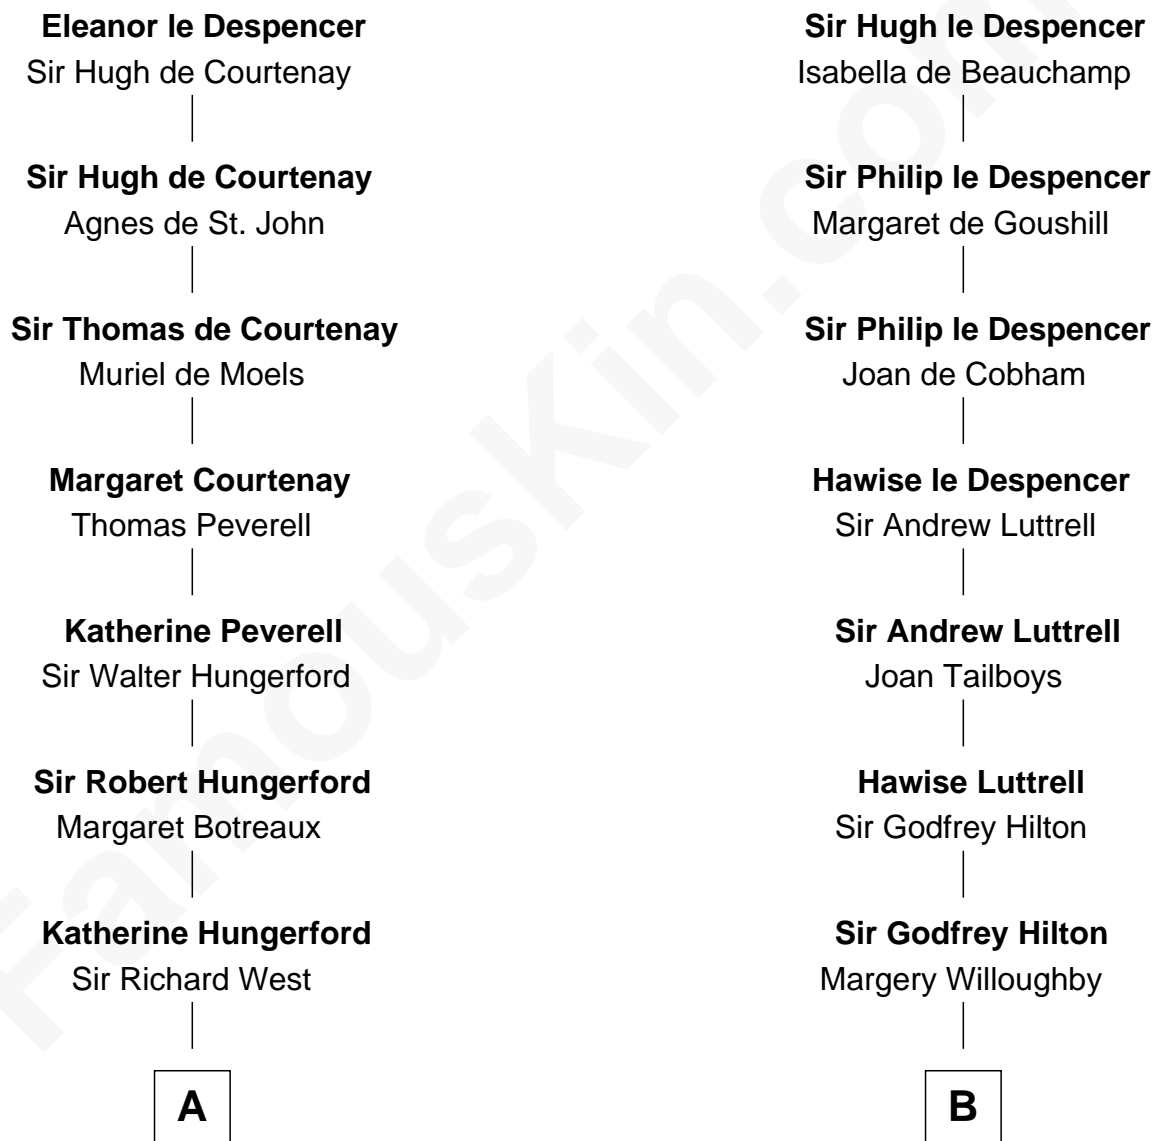 Eleanor le Despencer
Sir Hugh de Courtenay
Sir Hugh de Courtenay
Agnes de St. John
Sir Thomas de Courtenay
Muriel de Moels
Margaret Courtenay
Thomas Peverell
Katherine Peverell
Sir Walter Hungerford
Sir Robert Hungerford
Margaret Botreaux
Katherine Hungerford
Sir Richard West
A
Sir Hugh le Despencer
Isabella de Beauchamp
Sir Philip le Despencer
Margaret de Goushill
Sir Philip le Despencer
Joan de Cobham
Hawise le Despencer
Sir Andrew Luttrell
Sir Andrew Luttrell
Joan Tailboys
Hawise Luttrell
Sir Godfrey Hilton
Sir Godfrey Hilton
Margery Willoughby
B
FamousKin.com